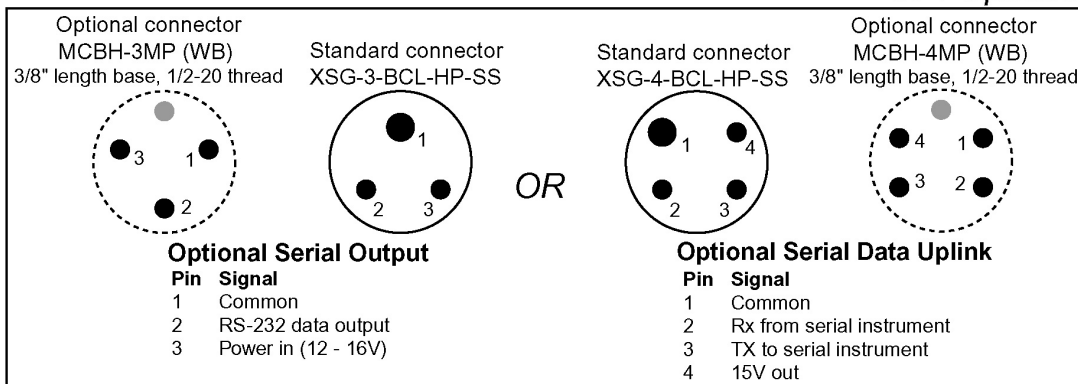 Optional connector
MCBH-3MP (WB)
3/8" length base, 1/2-20 thread
3
1
2
Standard connector
XSG-3-BCL-HP-SS
1
2
3
OR
Standard connector
XSG-4-BCL-HP-SS
1
4
2
3
Optional connector
MCBH-4MP (WB)
3/8" length base, 1/2-20 thread
4
1
3
2
Optional Serial Output
Pin Signal
1 Common
2 RS-232 data output
3 Power in (12 - 16V)
Optional Serial Data Uplink
Pin Signal
1 Common
2 Rx from serial instrument
3 TX to serial instrument
4 15V out